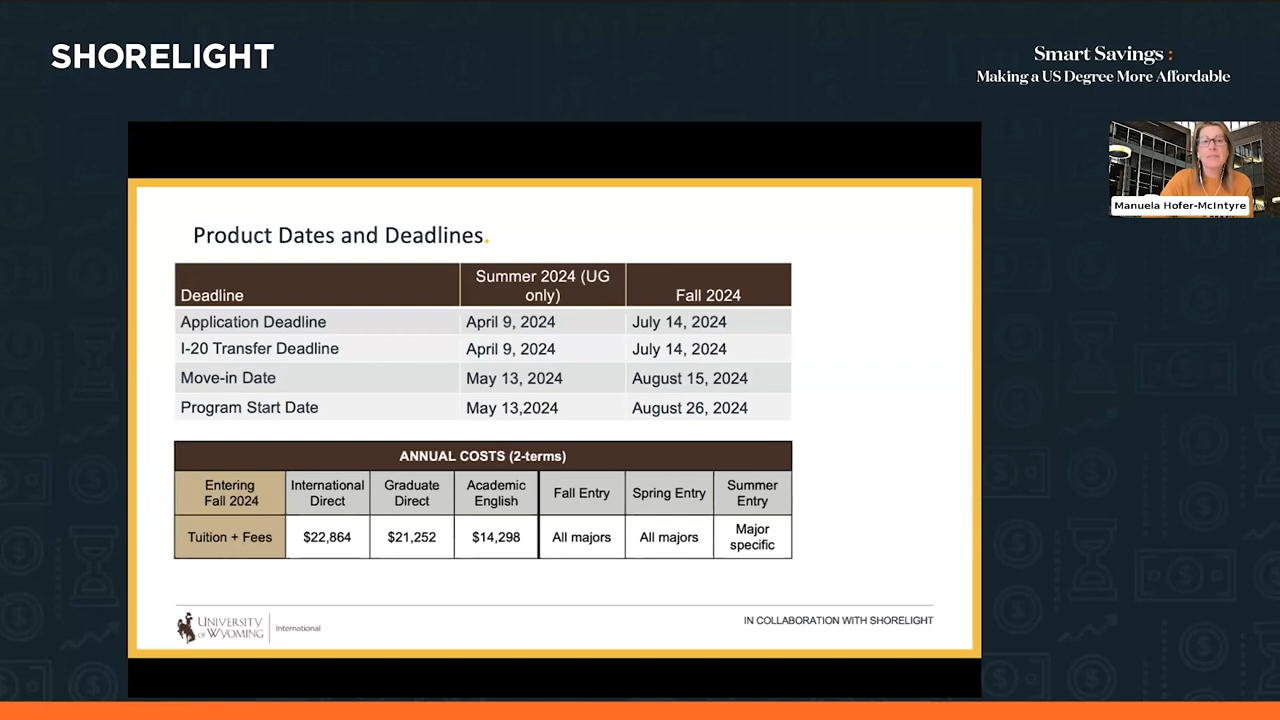 SHORELIGHT
Smart Savings :
Making a US Degree More Affordable
Manuela Hofer-McIntyre
Product Dates and Deadlines.
Deadline
Summer 2024 (UG
only)
Fall 2024
Application Deadline April 9, 2024 July 14, 2024
I-20 Transfer Deadline April 9, 2024 July 14, 2024
Move-in Date May 13, 2024 August 15, 2024
Program Start Date May 13,2024 August 26, 2024
ANNUAL COSTS (2-terms)
Entering
Fall 2024
International
Direct
Graduate
Direct
Academic
English
Fall Entry
Spring Entry
Summer
Entry
Tuition + Fees $22,864 $21,252 $14,298 All majors All majors
Major
specific
UNIVERSITY
OF WYOMING
International
IN COLLABORATION WITH SHORELIGHT